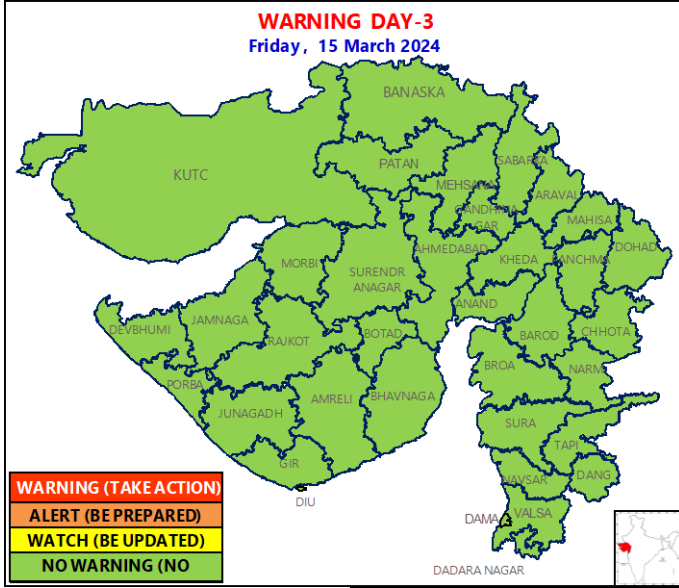 WARNING DAY-3
Friday, 15 March 2024
BANASKA
KUTC
PATAN
SABARKA
MEHSANA
ARAVAL
GANDHINA
GAR
MAHISA
AHMEDABAD
DOHAD
KHEDA
PANCHMA
MORBI
SURENDR
ANAGAR
ANAND
JAMNAGA
DEVBHUMI
BOTAD
BAROD
CHHOTA
RAJKOT
BROA
NARM
PORBA
BHAVNAGA
AMRELI
JUNAGADH
SURA
TAPI
GIR
DANG
NAVSAR
DIU
DAMA
VALSA
DADARA NAGAR
WARNING (TAKE ACTION)
ALERT (BE PREPARED)
WATCH (BE UPDATED)
NO WARNING (NO